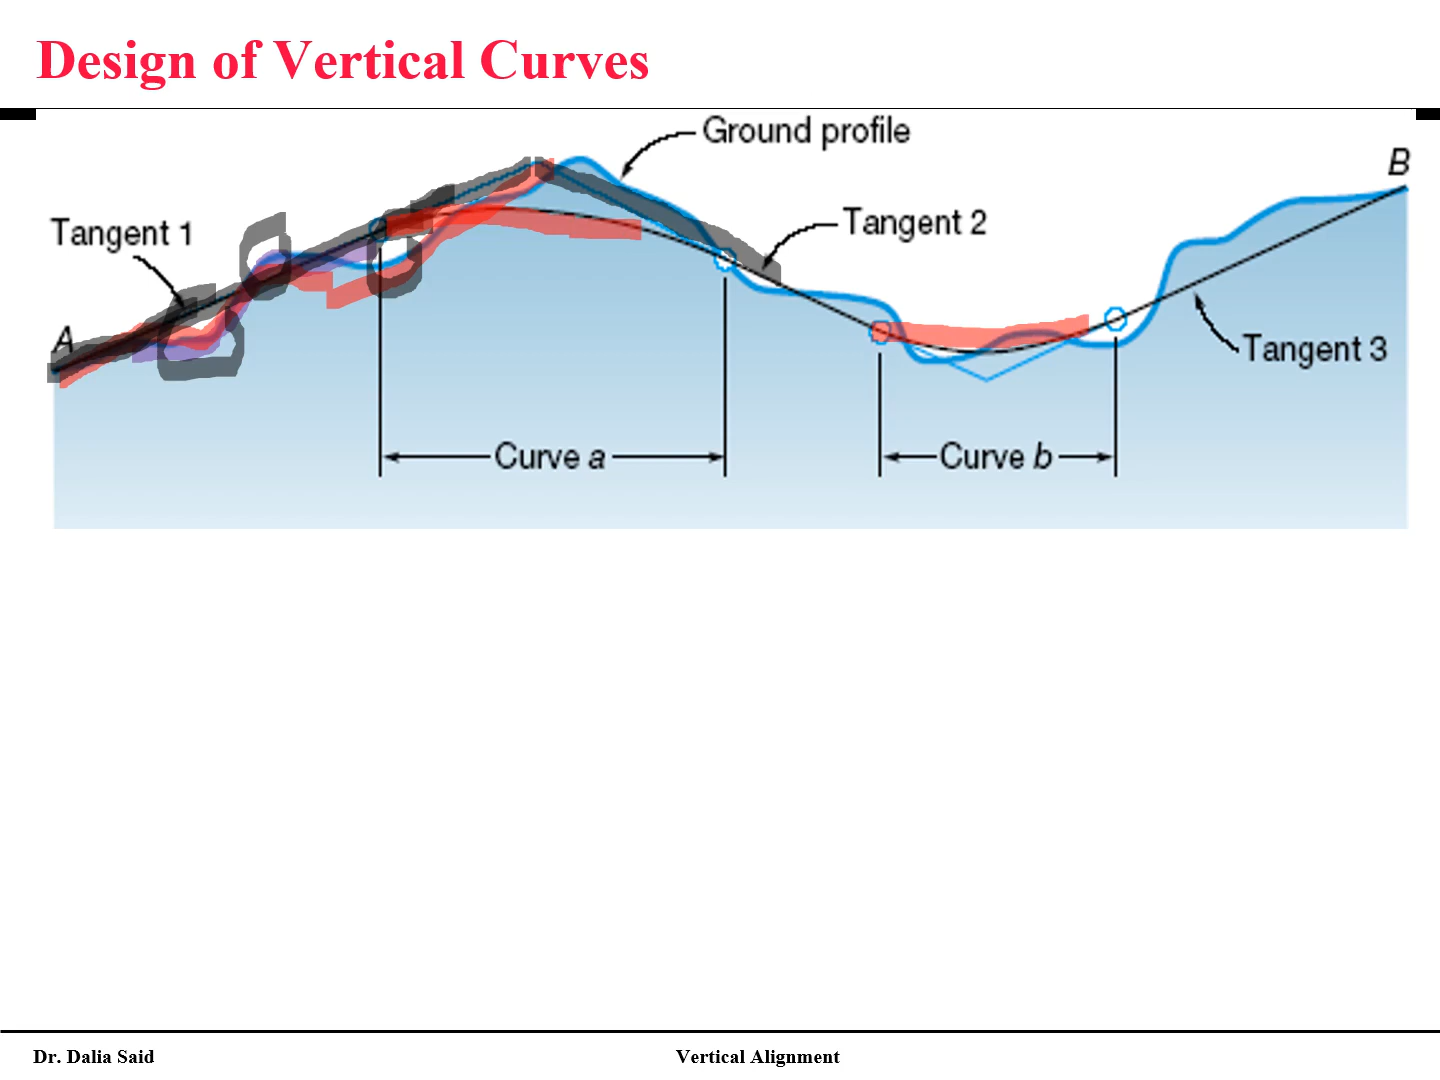 Design of Vertical Curves
Ground profile
B
Tangent 1
Tangent 2
A
Tangent 3
Curve a
Curve b
Dr. Dalia Said
Vertical Alignment